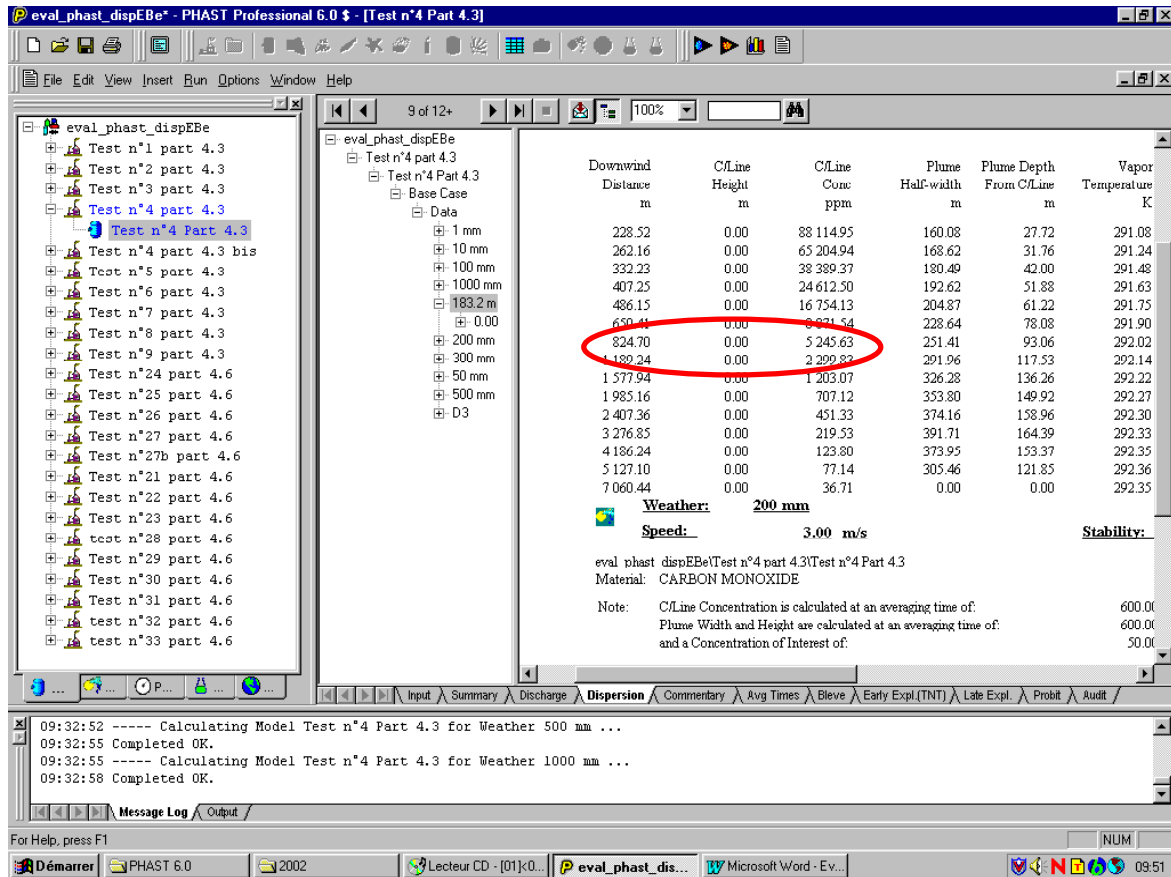 eval_phast_dispEBe* - PHAST Professional 6.0 $ - [Test n°4 Part 4.3]
File Edit View Insert Run Options Window Help
eval_phast_dispEBe
Test n°1 part 4.3
Test n°2 part 4.3
Test n°3 part 4.3
Test n°4 part 4.3
Test n°4 Part 4.3
Test n°4 part 4.3 bis
Test n°5 part 4.3
Test n°6 part 4.3
Test n°7 part 4.3
Test n°8 part 4.3
Test n°9 part 4.3
Test n°24 part 4.6
Test n°25 part 4.6
Test n°26 part 4.6
Test n°27 part 4.6
Test n°27b part 4.6
Test n°21 part 4.6
Test n°22 part 4.6
Test n°23 part 4.6
test n°28 part 4.6
Test n°29 part 4.6
Test n°30 part 4.6
Test n°31 part 4.6
test n°32 part 4.6
test n°33 part 4.6
... ... P... ... ...
9 of 12+ 100%
eval_phast_dispEBe
Test n°4 part 4.3
Test n°4 Part 4.3
Base Case
Data
1 mm
10 mm
100 mm
1000 mm
183.2 m
0.00
200 mm
300 mm
50 mm
500 mm
D3
Downwind C/Line C/Line Plume Plume Depth Vapor
Distance Height Conc Half-width From C/Line Temperature
m m ppm m m K
228.52 0.00 88 114.95 160.08 27.72 291.08
262.16 0.00 65 204.94 168.62 31.76 291.24
332.23 0.00 38 389.37 180.49 42.00 291.48
407.25 0.00 24 612.50 192.62 51.88 291.63
486.15 0.00 16 754.13 204.87 61.22 291.75
650.41 0.00 8 871.54 228.64 78.08 291.90
824.70 0.00 5 245.63 251.41 93.06 292.02
1 189.24 0.00 2 299.83 291.96 117.53 292.14
1 577.94 0.00 1 203.07 326.28 136.26 292.22
1 985.16 0.00 707.12 353.80 149.92 292.27
2 407.36 0.00 451.33 374.16 158.96 292.30
3 276.85 0.00 219.53 391.71 164.39 292.33
4 186.24 0.00 123.80 373.95 153.37 292.35
5 127.10 0.00 77.14 305.46 121.85 292.36
7 060.44 0.00 36.71 0.00 0.00 292.35
Weather: 200 mm
Speed: 3.00 m/s Stability:
eval_phast_dispEBe\Test n°4 part 4.3\Test n°4 Part 4.3
Material: CARBON MONOXIDE
Note: C/Line Concentration is calculated at an averaging time of: 600.00
Plume Width and Height are calculated at an averaging time of: 600.00
and a Concentration of Interest of: 50.00
Input Summary Discharge Dispersion Commentary Avg Times Bleve Early Expl.(TNT) Late Expl. Probit Audit
09:32:52 ----- Calculating Model Test n°4 Part 4.3 for Weather 500 mm ...
09:32:55 Completed OK.
09:32:55 ----- Calculating Model Test n°4 Part 4.3 for Weather 1000 mm ...
09:32:58 Completed OK.
Message Log Output
For Help, press F1 NUM
Démarrer PHAST 6.0 2002 Lecteur CD - [01]<0... eval_phast_dis... Microsoft Word - Ev... 09:51